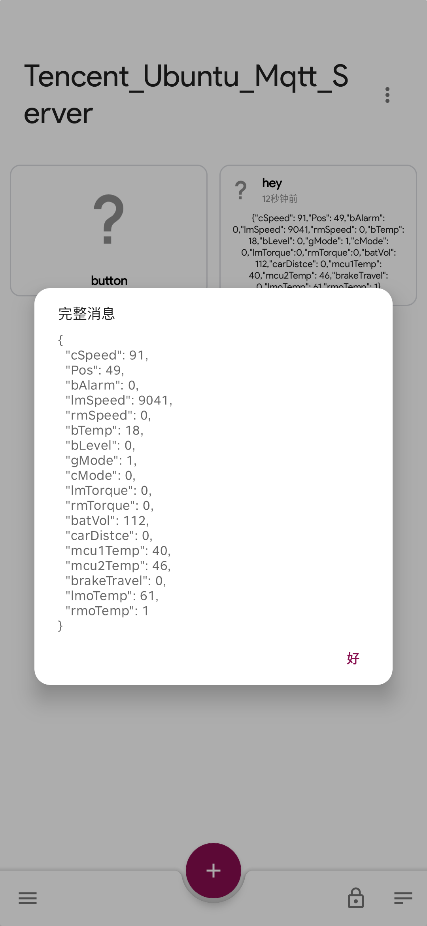 Tencent_Ubuntu_Mqtt_S
erver
?
button
?
hey
12秒钟前
{"cSpeed": 91,"Pos": 49,"bAlarm":
0,"lmSpeed": 9041,"rmSpeed": 0,"bTemp":
18,"bLevel": 0,"gMode": 1,"cMode":
0,"lmTorque":0,"rmTorque":0,"batVol":
112,"carDistce": 0,"mcu1Temp":
40,"mcu2Temp": 46,"brakeTravel":
0,"lmoTemp": 61,"rmoTemp": 1}
完整消息
{
"cSpeed": 91,
"Pos": 49,
"bAlarm": 0,
"lmSpeed": 9041,
"rmSpeed": 0,
"bTemp": 18,
"bLevel": 0,
"gMode": 1,
"cMode": 0,
"lmTorque": 0,
"rmTorque": 0,
"batVol": 112,
"carDistce": 0,
"mcu1Temp": 40,
"mcu2Temp": 46,
"brakeTravel": 0,
"lmoTemp": 61,
"rmoTemp": 1
}
好